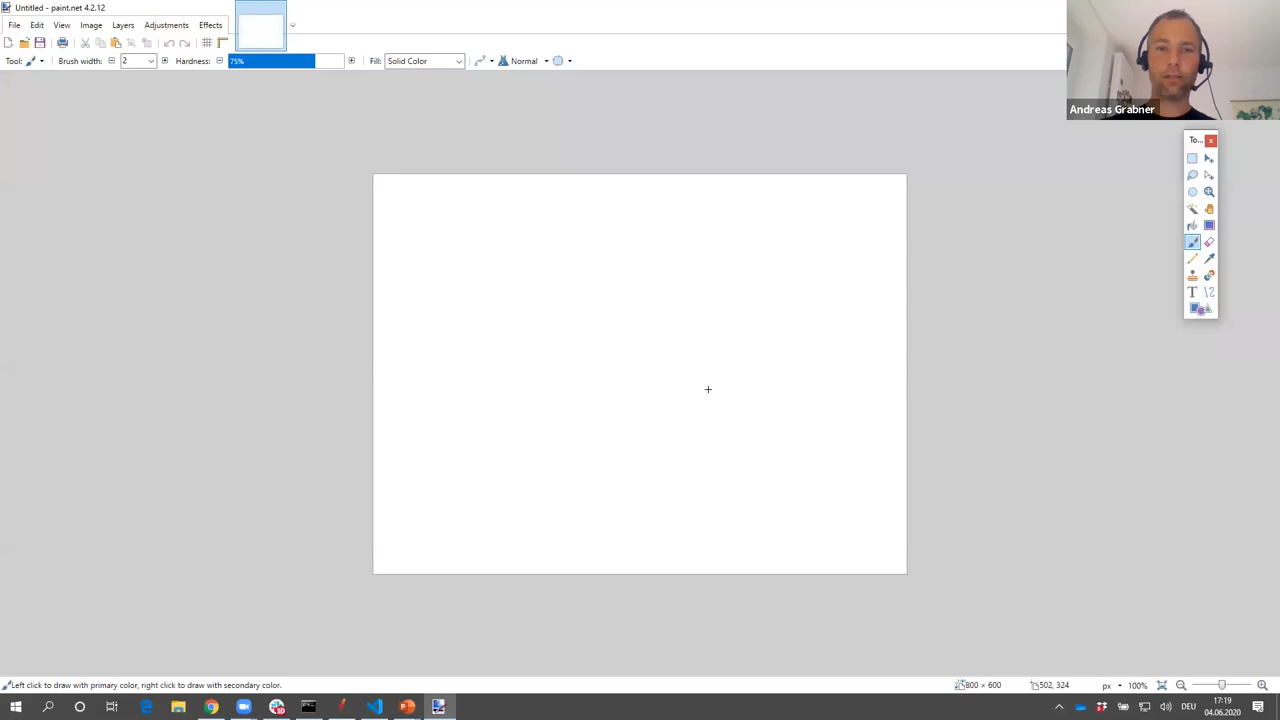 Untitled - paint.net 4.2.12
File Edit View Image Layers Adjustments Effects
Tool: Brush width: 2 Hardness: 75% Fill: Solid Color Normal
Andreas Grabner
To...
Left click to draw with primary color, right click to draw with secondary color.
800 × 600 502, 324 px 100%
DEU
17:19
04.06.2020